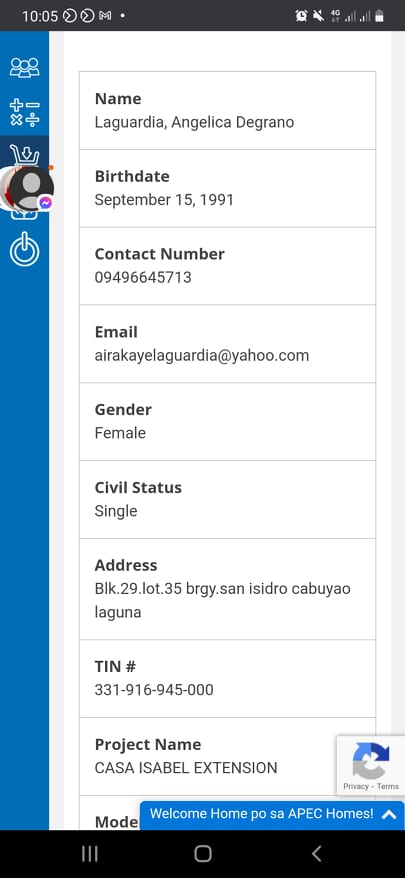 10:05
4G
Name
Laguardia, Angelica Degrano
Birthdate
September 15, 1991
Contact Number
09496645713
Email
airakayelaguardia@yahoo.com
Gender
Female
Civil Status
Single
Address
Blk.29.lot.35 brgy.san isidro cabuyao
laguna
TIN #
331-916-945-000
Project Name
CASA ISABEL EXTENSION
Privacy - Terms
Mode
Welcome Home po sa APEC Homes!